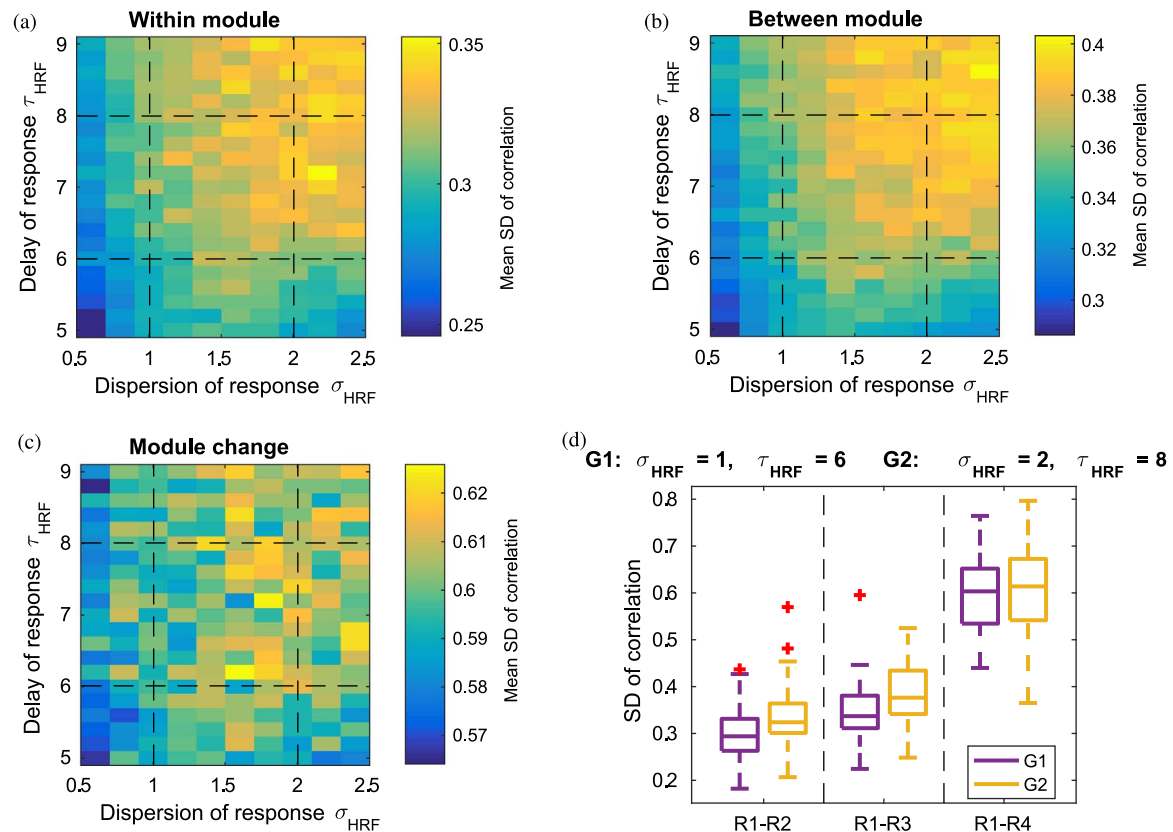 (a)
Within module
Delay of response τHRF
9
8
7
6
5
0.5 1 1.5 2 2.5
Dispersion of response σHRF
0.35
0.3
0.25
Mean SD of correlation
(b)
Between module
Delay of response τHRF
9
8
7
6
5
0.5 1 1.5 2 2.5
Dispersion of response σHRF
0.4
0.38
0.36
0.34
0.32
0.3
Mean SD of correlation
(c)
Module change
Delay of response τHRF
9
8
7
6
5
0.5 1 1.5 2 2.5
Dispersion of response σHRF
0.62
0.61
0.60
0.59
0.58
0.57
Mean SD of correlation
(d)
G1: σHRF = 1, τHRF = 6 G2: σHRF = 2, τHRF = 8
SD of correlation
0.8
0.7
0.6
0.5
0.4
0.3
0.2
R1-R2 R1-R3 R1-R4
G1
G2